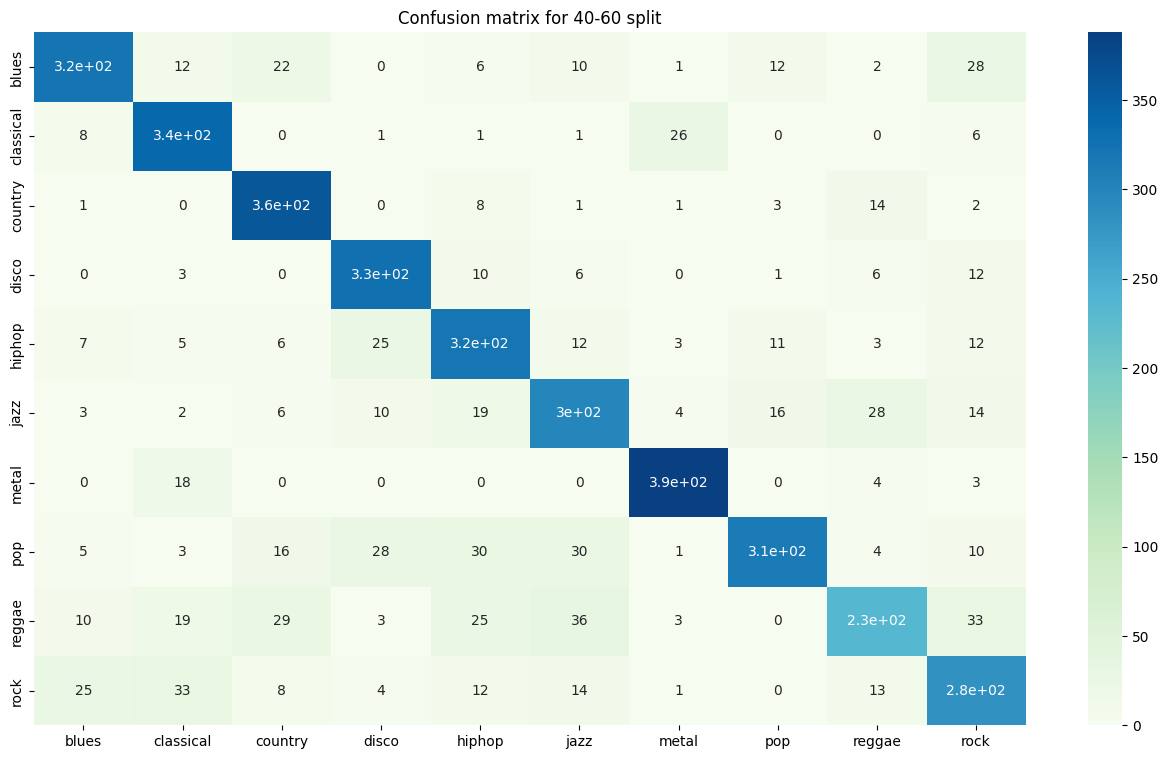 Confusion matrix for 40-60 split
blues 3.2e+02 12 22 0 6 10 1 12 2 28
classical 8 3.4e+02 0 1 1 1 26 0 0 6
country 1 0 3.6e+02 0 8 1 1 3 14 2
disco 0 3 0 3.3e+02 10 6 0 1 6 12
hiphop 7 5 6 25 3.2e+02 12 3 11 3 12
jazz 3 2 6 10 19 3e+02 4 16 28 14
metal 0 18 0 0 0 0 3.9e+02 0 4 3
pop 5 3 16 28 30 30 1 3.1e+02 4 10
reggae 10 19 29 3 25 36 3 0 2.3e+02 33
rock 25 33 8 4 12 14 1 0 13 2.8e+02
blues classical country disco hiphop jazz metal pop reggae rock
350
300
250
200
150
100
50
0